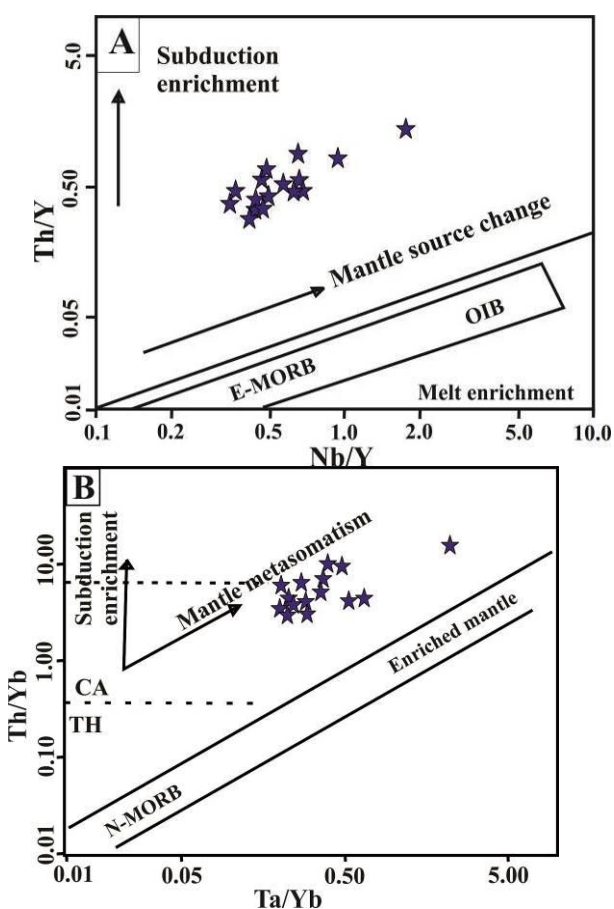 A
Subduction
enrichment
5.0
0.50
0.05
0.01
Th/Y
Mantle source change
OIB
E-MORB
Melt enrichment
0.1
0.2
0.5
1.0
2.0
5.0
10.0
Nb/Y
B
Subduction
enrichment
Mantle metasomatism
10.00
1.00
0.10
0.01
Th/Yb
CA
TH
Enriched mantle
N-MORB
0.01
0.05
0.50
5.00
Ta/Yb